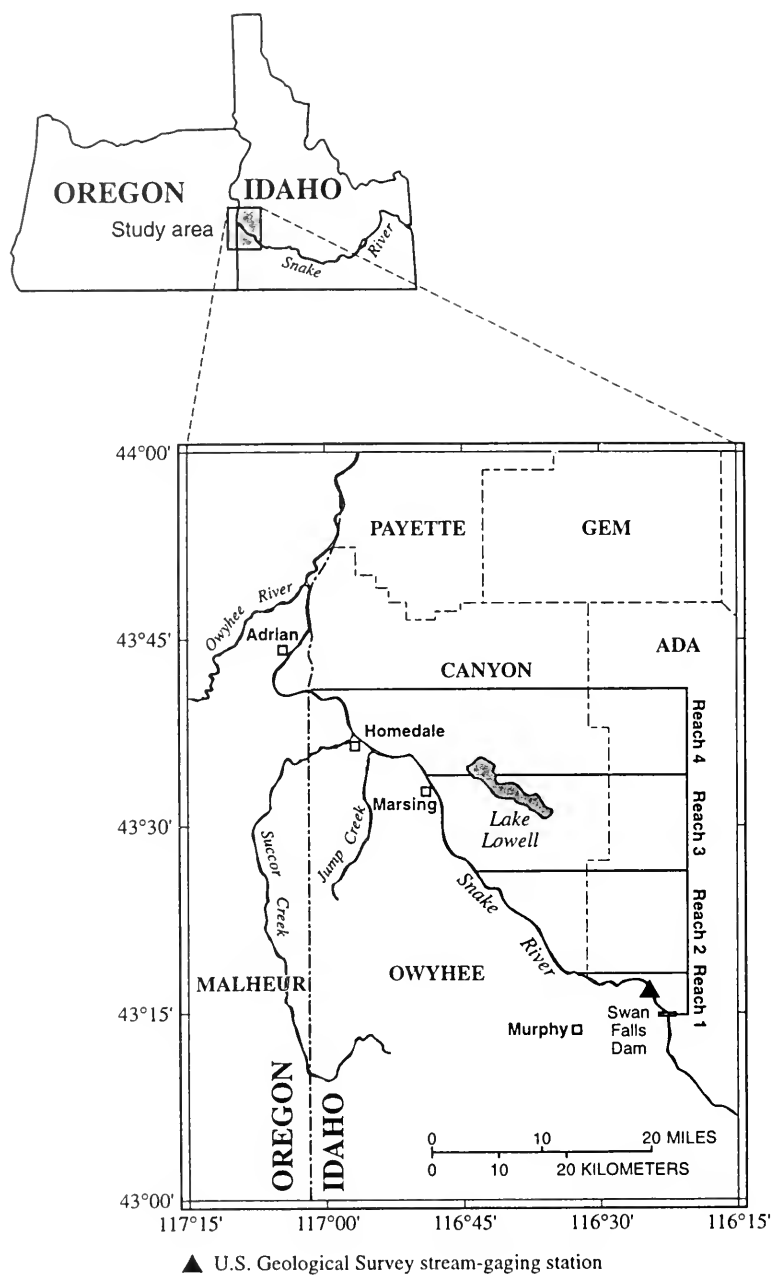 OREGON IDAHO
Study area
Snake River
44°00'
PAYETTE GEM
Owyhee River
43°45'
Adrian
ADA
CANYON
Reach 4
Homedale
Marsing
Lake
Lowell
Reach 3
43°30'
Succor Creek
Jump Creek
Snake River
Reach 2
MALHEUR OWYHEE
Reach 1
43°15'
Murphy
Swan
Falls
Dam
OREGON
IDAHO
0 10 20 MILES
0 10 20 KILOMETERS
43°00'
117°15' 117°00' 116°45' 116°30' 116°15'
▲ U.S. Geological Survey stream-gaging station